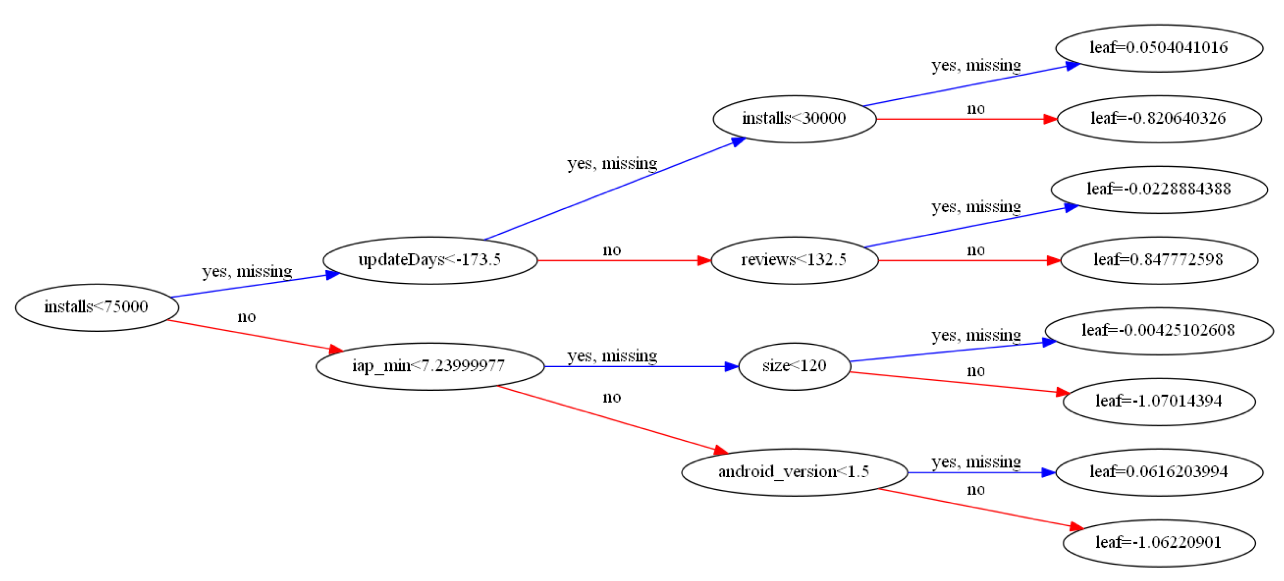 leaf=0.0504041016
yes, missing
installs<30000
no
leaf=-0.820640326
yes, missing
leaf=-0.0228884388
yes, missing
updateDays<-173.5
no
reviews<132.5
no
leaf=0.847772598
yes, missing
installs<75000
no
leaf=-0.00425102608
yes, missing
iap_min<7.23999977
yes, missing
size<120
no
leaf=-1.07014394
no
android_version<1.5
yes, missing
leaf=0.0616203994
no
leaf=-1.06220901